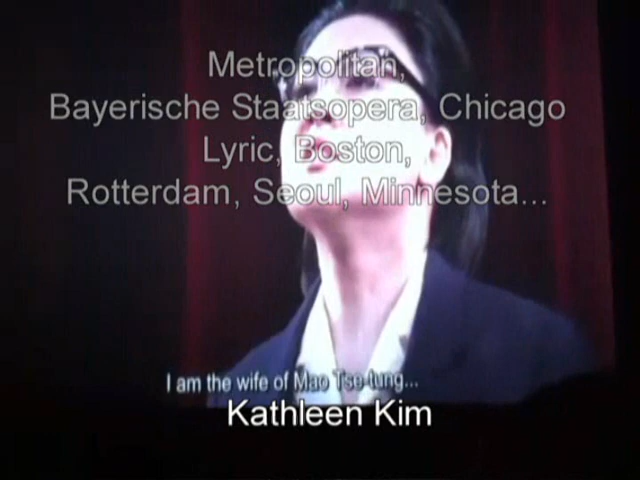 Metropolitan,
Bayerische Staatsopera, Chicago
Lyric, Boston,
Rotterdam, Seoul, Minnesota...
I am the wife of Mao Tse-tung...
Kathleen Kim